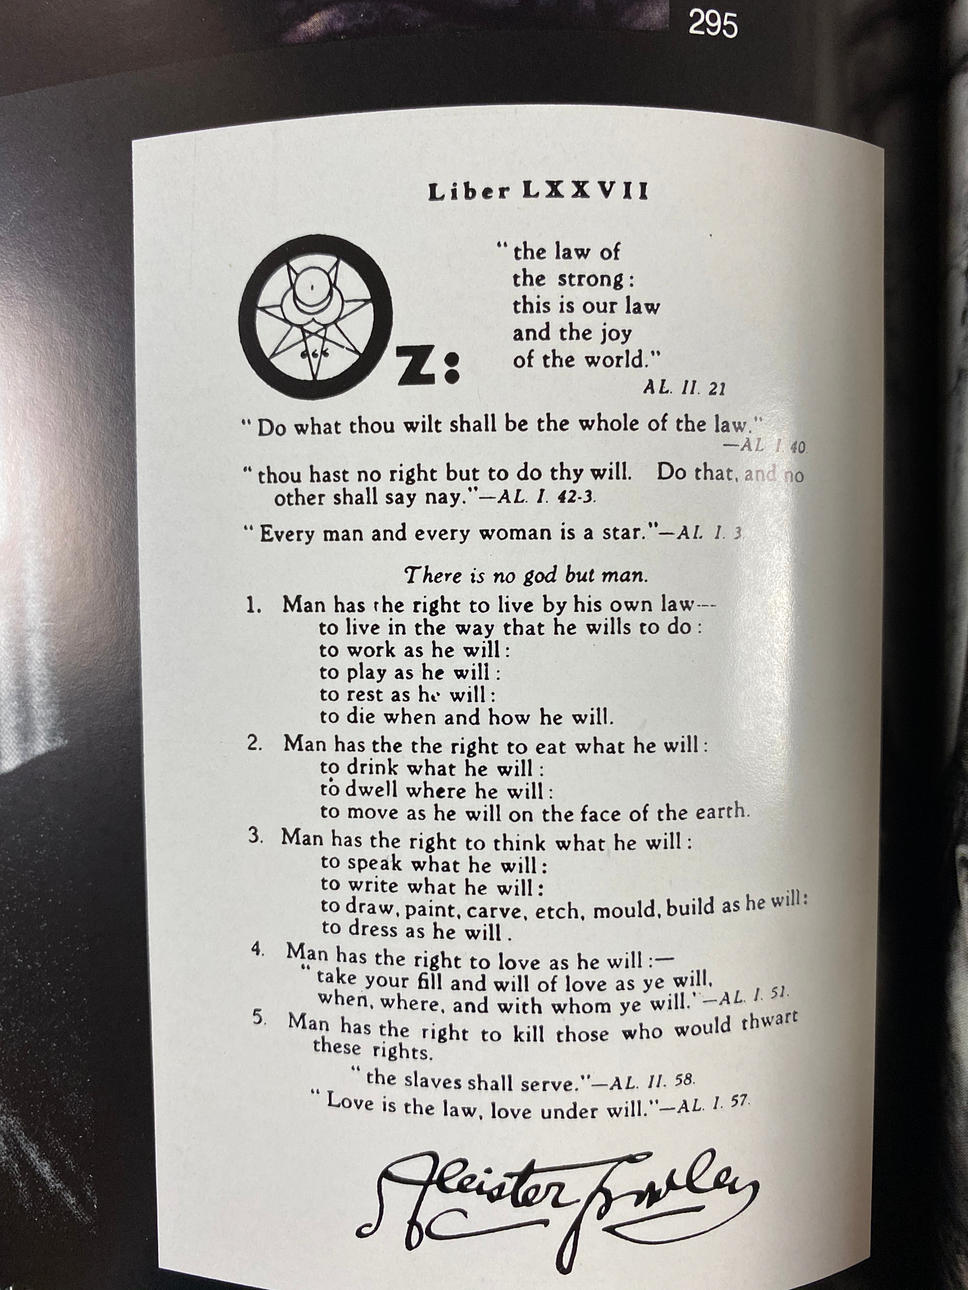 295
Liber LXXVII
Oz:
"the law of
the strong:
this is our law
and the joy
of the world."
AL. II. 21
"Do what thou wilt shall be the whole of the law."
—AL I. 40.
"thou hast no right but to do thy will. Do that, and no
other shall say nay."—AL. I. 42-3.
"Every man and every woman is a star."—AL. I. 3.
There is no god but man.
1. Man has the right to live by his own law---
to live in the way that he wills to do:
to work as he will:
to play as he will:
to rest as he will:
to die when and how he will.
2. Man has the the right to eat what he will:
to drink what he will:
to dwell where he will:
to move as he will on the face of the earth.
3. Man has the right to think what he will:
to speak what he will:
to write what he will:
to draw, paint, carve, etch, mould, build as he will:
to dress as he will.
4. Man has the right to love as he will:—
"take your fill and will of love as ye will,
when, where, and with whom ye will."—AL. I. 51.
5. Man has the right to kill those who would thwart
these rights.
"the slaves shall serve."—AL. II. 58.
"Love is the law, love under will."—AL. I. 57.
Aleister Crowley